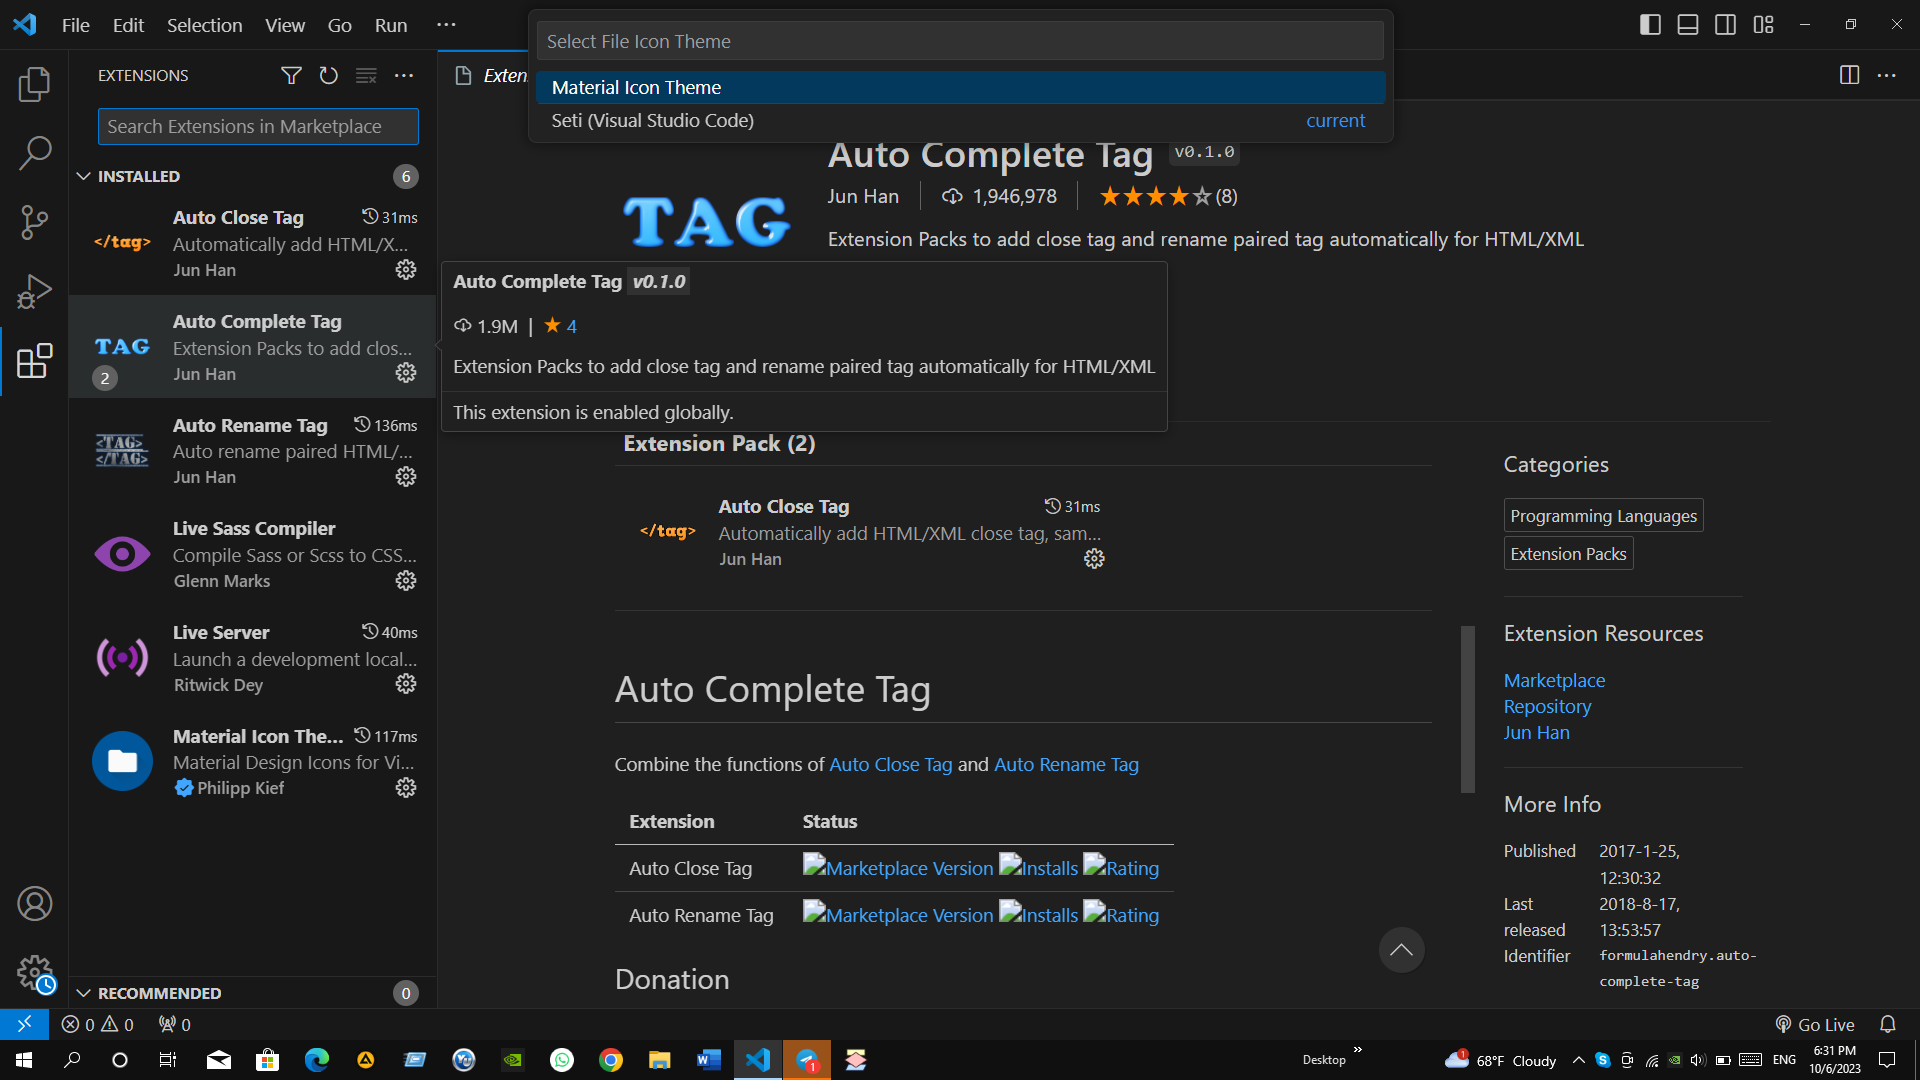 File Edit Selection View Go Run ···
Select File Icon Theme
Material Icon Theme
Seti (Visual Studio Code) current
EXTENSIONS
Search Extensions in Marketplace
INSTALLED 6
</tag>
Auto Close Tag 31ms
Automatically add HTML/X...
Jun Han
TAG
2
Auto Complete Tag
Extension Packs to add clos...
Jun Han
<TAG>
</TAG>
Auto Rename Tag 136ms
Auto rename paired HTML/...
Jun Han
Live Sass Compiler
Compile Sass or Scss to CSS...
Glenn Marks
Live Server 40ms
Launch a development local...
Ritwick Dey
Material Icon The... 117ms
Material Design Icons for Vi...
Philipp Kief
RECOMMENDED 0
Exten
TAG
Auto Complete Tag v0.1.0
Jun Han 1,946,978 (8)
Extension Packs to add close tag and rename paired tag automatically for HTML/XML
Auto Complete Tag v0.1.0
1.9M | 4
Extension Packs to add close tag and rename paired tag automatically for HTML/XML
This extension is enabled globally.
Extension Pack (2)
</tag>
Auto Close Tag 31ms
Automatically add HTML/XML close tag, sam...
Jun Han
Auto Complete Tag
Combine the functions of Auto Close Tag and Auto Rename Tag
Extension Status
Auto Close Tag Marketplace Version Installs Rating
Auto Rename Tag Marketplace Version Installs Rating
Donation
Categories
Programming Languages
Extension Packs
Extension Resources
Marketplace
Repository
Jun Han
More Info
Published 2017-1-25,
12:30:32
Last 2018-8-17,
released 13:53:57
Identifier formulahendry.auto-
complete-tag
0 0 0 Go Live
Desktop » 1 68°F Cloudy ENG 6:31 PM
10/6/2023
1